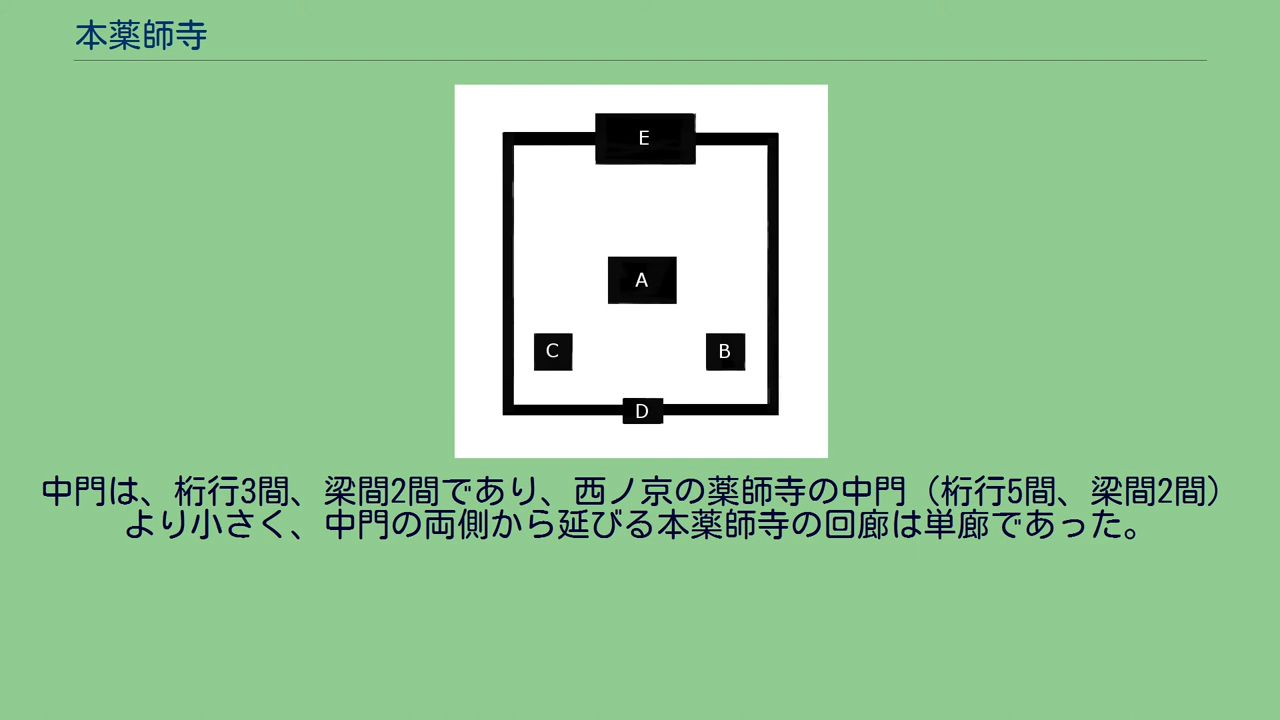 本薬師寺
E
A
C
B
D
中門は、桁行3間、梁間2間であり、西ノ京の薬師寺の中門（桁行5間、梁間2間）
より小さく、中門の両側から延びる本薬師寺の回廊は単廊であった。